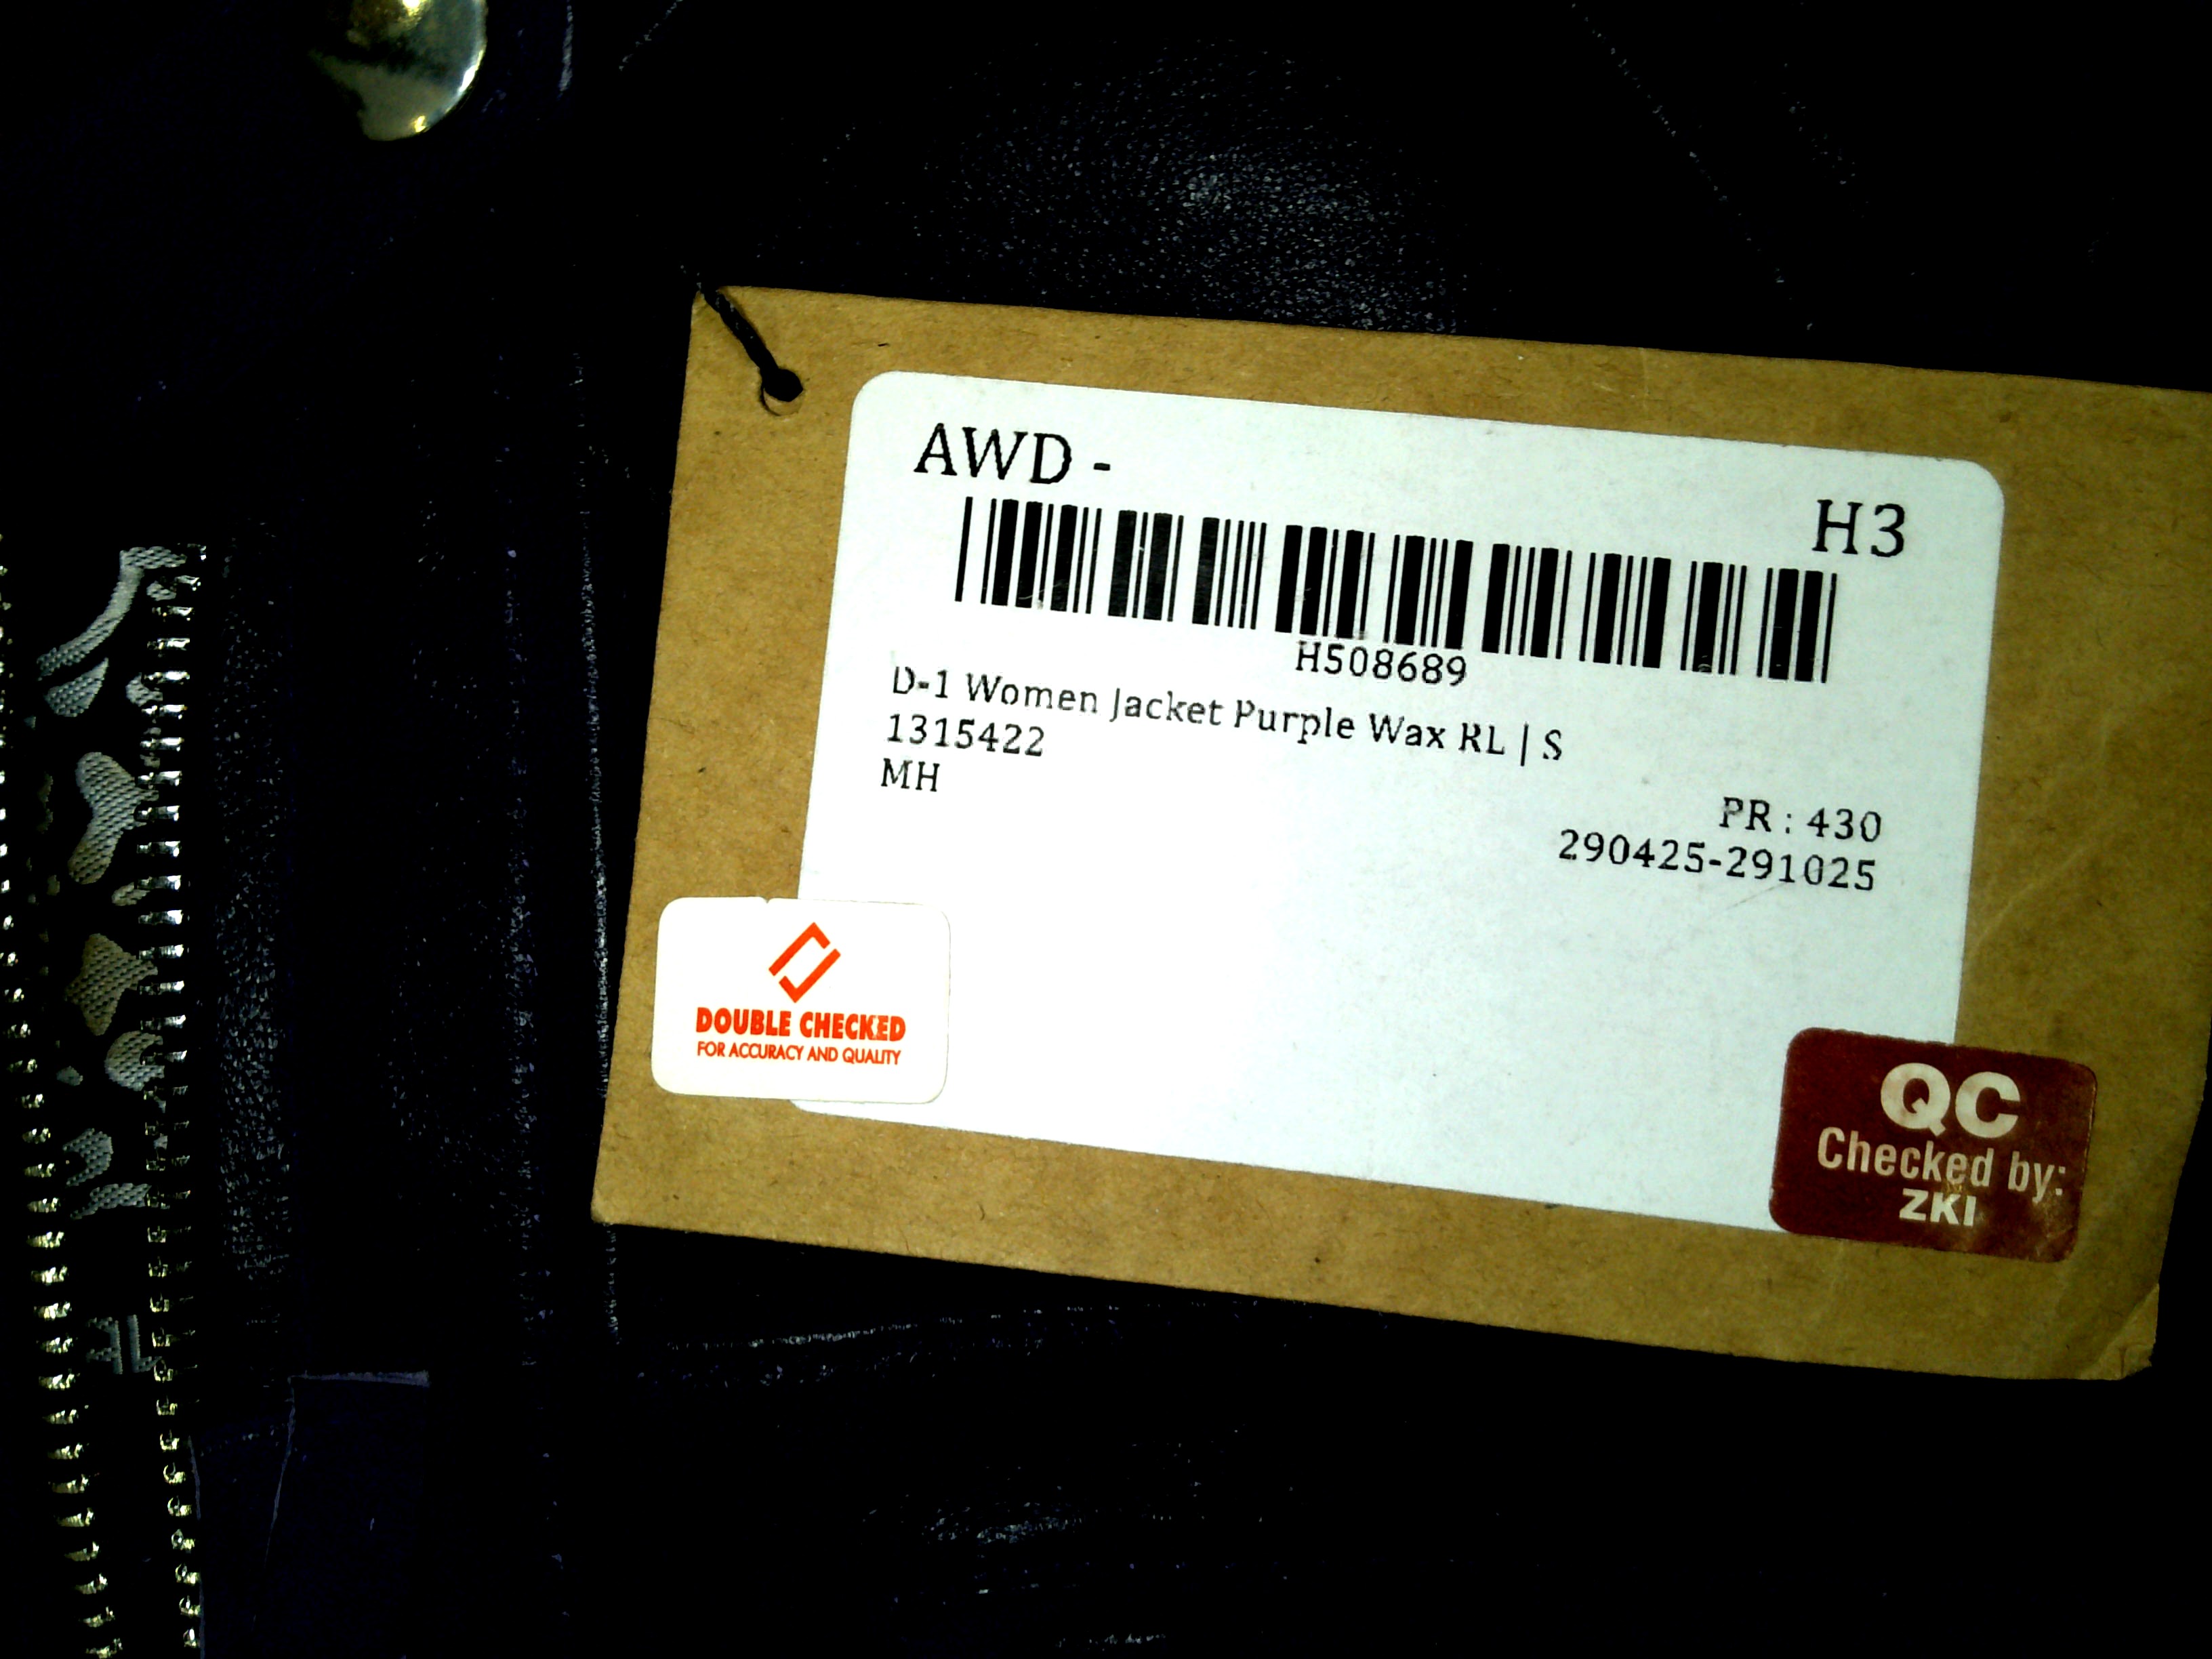 AWD -
H3
H508689
D-1 Women Jacket Purple Wax RL | S
1315422
MH
PR : 430
290425-291025
DOUBLE CHECKED
FOR ACCURACY AND QUALITY
QC
Checked by:
ZKI